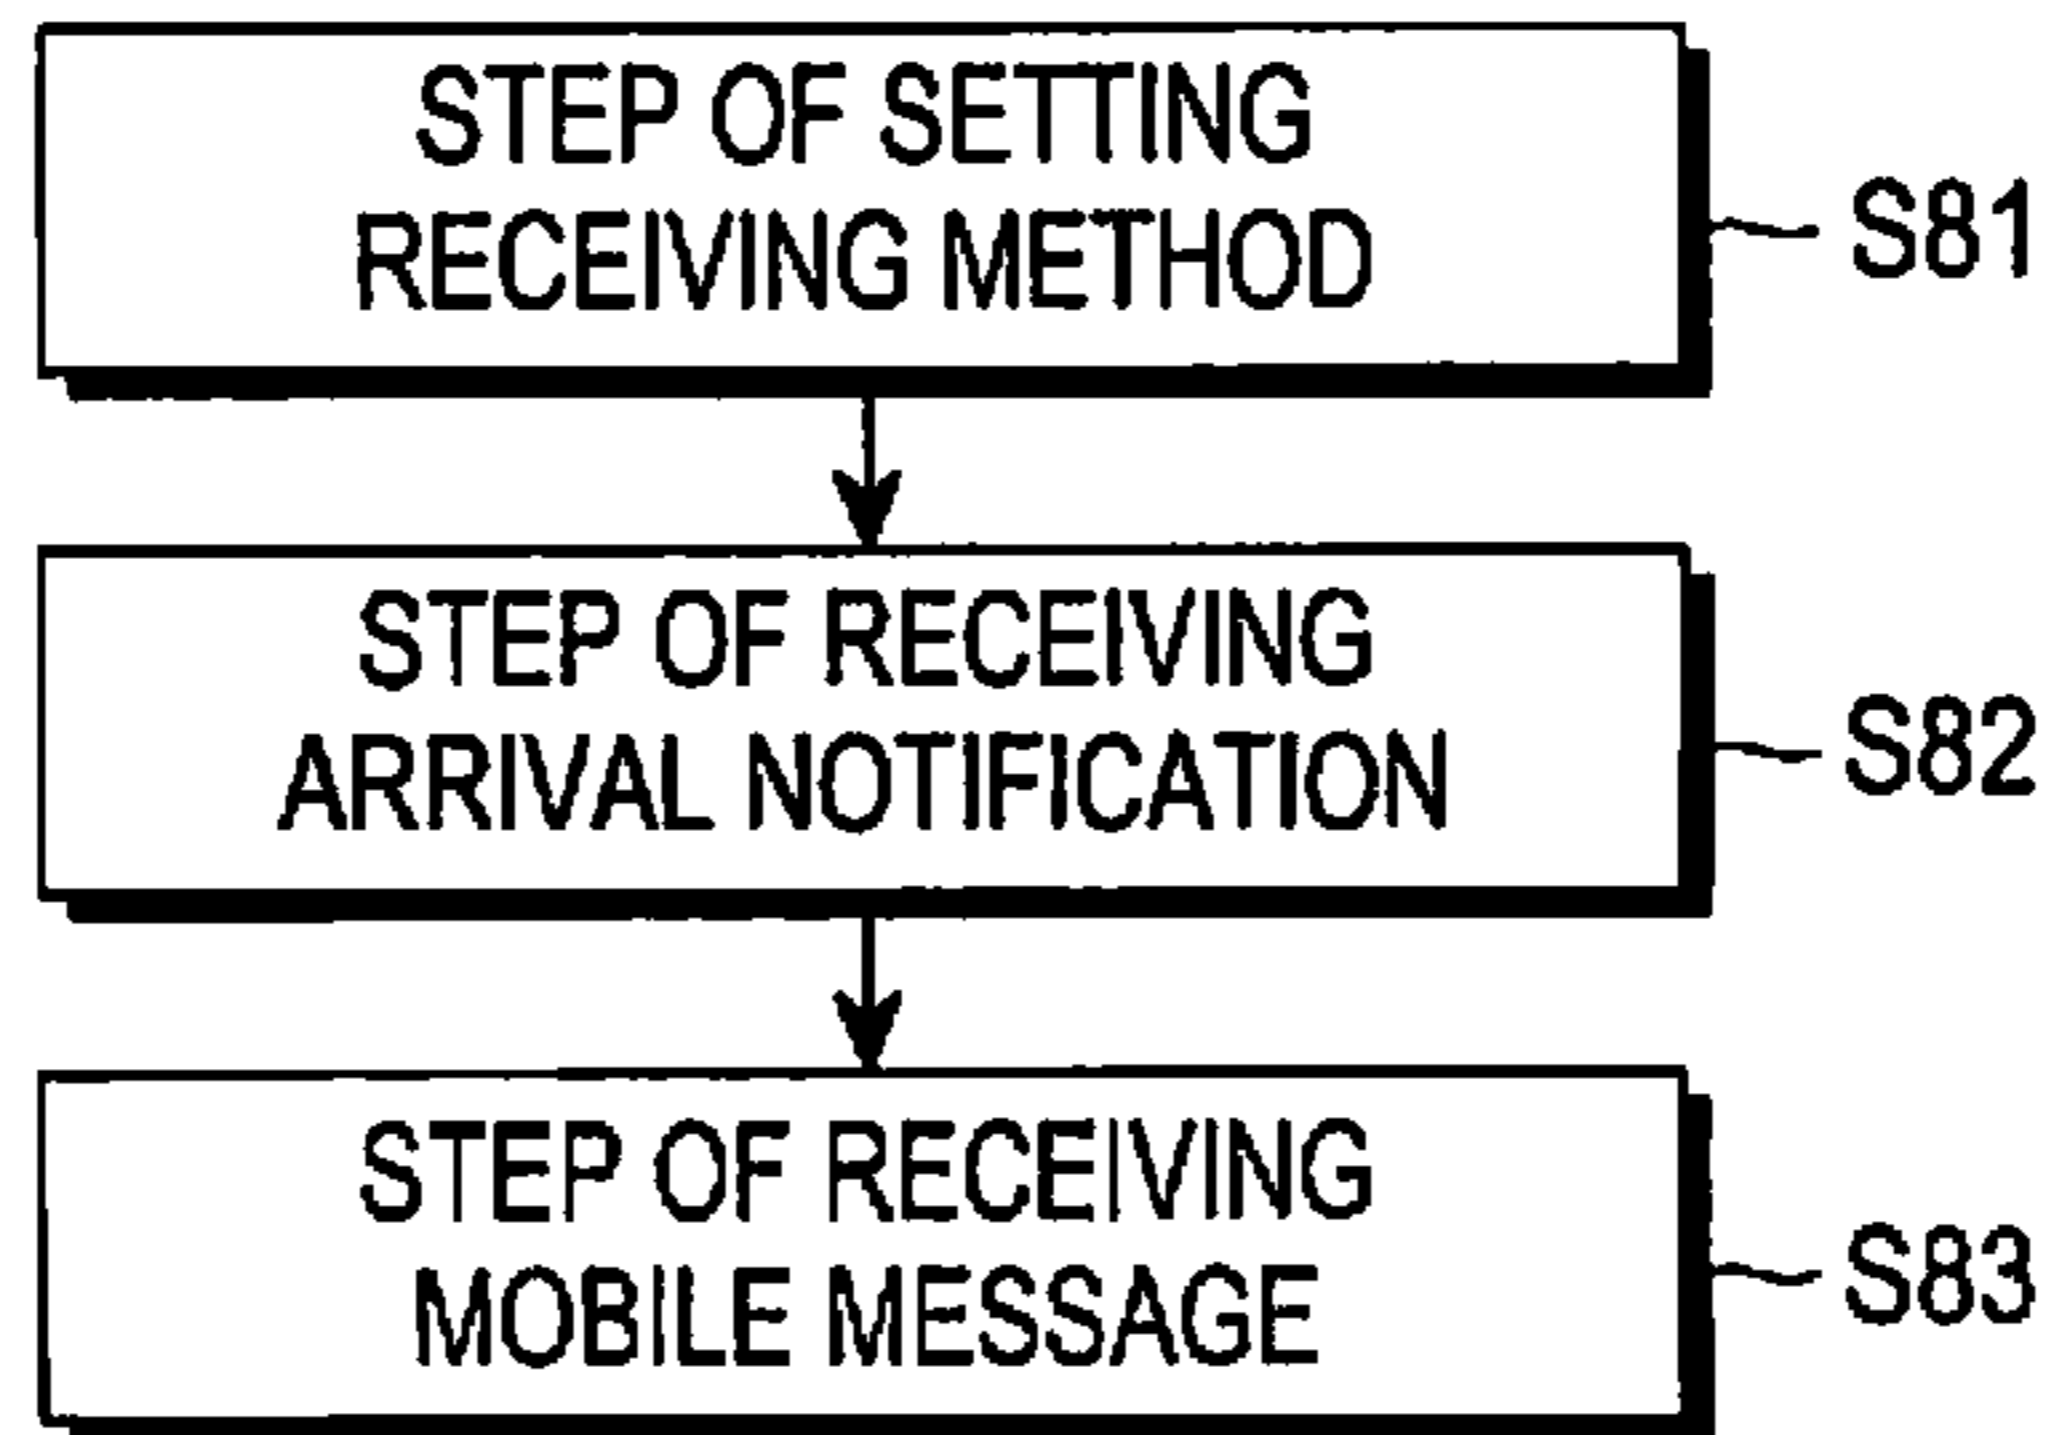 STEP OF SETTING
RECEIVING METHOD
S81
STEP OF RECEIVING
ARRIVAL NOTIFICATION
S82
STEP OF RECEIVING
MOBILE MESSAGE
S83